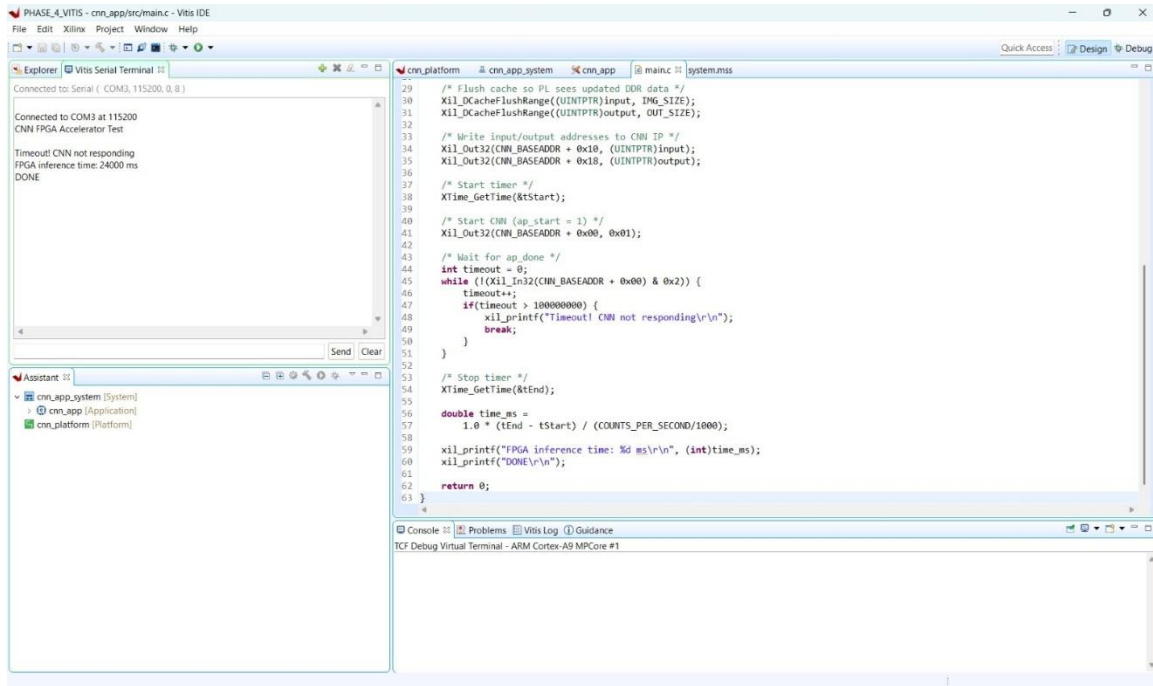 PHASE_4_VITIS - cnn_app/src/main.c - Vitis IDE
File Edit Xilinx Project Window Help
Quick Access Design Debug
Explorer Vitis Serial Terminal
Connected to: Serial ( COM3, 115200, 0, 8 )
Connected to COM3 at 115200
CNN FPGA Accelerator Test
Timeout! CNN not responding
FPGA inference time: 24000 ms
DONE
Send Clear
Assistant
cnn_app_system [System]
cnn_app [Application]
cnn_platform [Platform]
cnn_platform cnn_app_system cnn_app main.c system.mss
29 /* Flush cache so PL sees updated DDR data */
30 Xil_DCacheFlushRange((UINTPTR)input, IMG_SIZE);
31 Xil_DCacheFlushRange((UINTPTR)output, OUT_SIZE);
32
33 /* Write input/output addresses to CNN IP */
34 Xil_Out32(CNN_BASEADDR + 0x10, (UINTPTR)input);
35 Xil_Out32(CNN_BASEADDR + 0x18, (UINTPTR)output);
36
37 /* Start timer */
38 XTime_GetTime(&tStart);
39
40 /* Start CNN (ap_start = 1) */
41 Xil_Out32(CNN_BASEADDR + 0x00, 0x01);
42
43 /* Wait for ap_done */
44 int timeout = 0;
45 while (!(Xil_In32(CNN_BASEADDR + 0x00) & 0x2)) {
46 timeout++;
47 if(timeout > 100000000) {
48 xil_printf("Timeout! CNN not responding\r\n");
49 break;
50 }
51 }
52
53 /* Stop timer */
54 XTime_GetTime(&tEnd);
55
56 double time_ms =
57 1.0 * (tEnd - tStart) / (COUNTS_PER_SECOND/1000);
58
59 xil_printf("FPGA inference time: %d ms\r\n", (int)time_ms);
60 xil_printf("DONE\r\n");
61
62 return 0;
63 }
Console Problems Vitis Log Guidance
TCF Debug Virtual Terminal - ARM Cortex-A9 MPCore #1